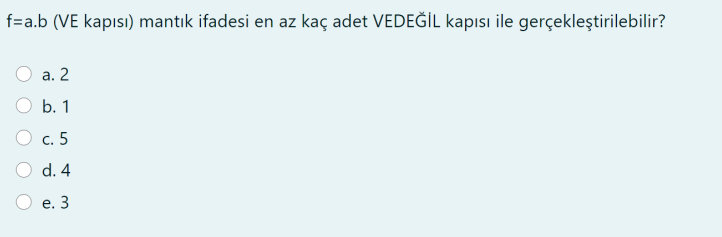 f=a.b (VE kapısı) mantık ifadesi en az kaç adet VEDEĞİL kapısı ile gerçekleştirilebilir?
a. 2
b. 1
c. 5
d. 4
e. 3